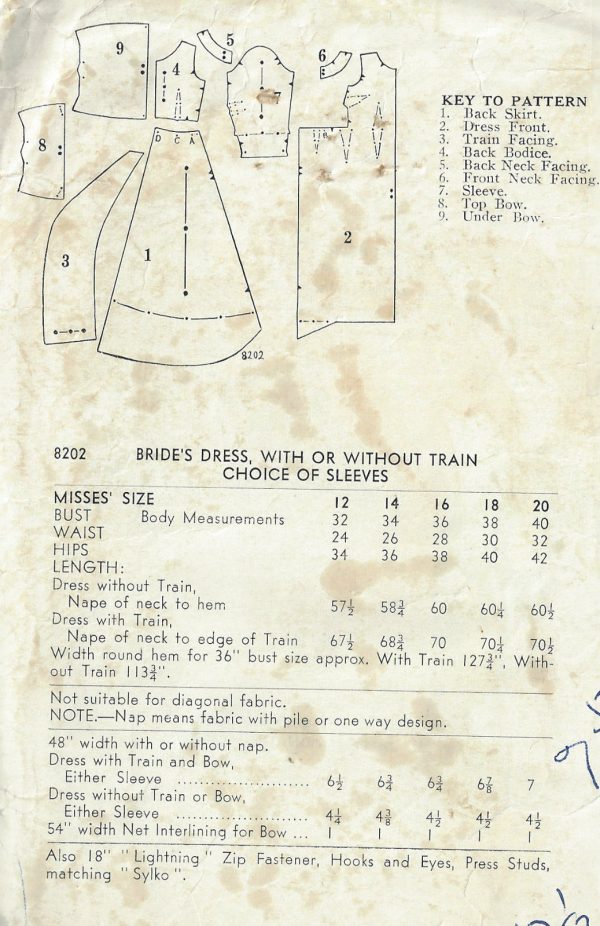 9
5
6
4
7
8
D C A
3
1
2
8202
KEY TO PATTERN
1. Back Skirt.
2. Dress Front.
3. Train Facing.
4. Back Bodice.
5. Back Neck Facing.
6. Front Neck Facing.
7. Sleeve.
8. Top Bow.
9. Under Bow.
8202 BRIDE'S DRESS, WITH OR WITHOUT TRAIN
CHOICE OF SLEEVES
MISSES' SIZE 12 14 16 18 20
BUST Body Measurements 32 34 36 38 40
WAIST 24 26 28 30 32
HIPS 34 36 38 40 42
LENGTH:
Dress without Train,
Nape of neck to hem 57½ 58¾ 60 60¼ 60½
Dress with Train,
Nape of neck to edge of Train 67½ 68¾ 70 70¼ 70½
Width round hem for 36" bust size approx. With Train 127¾", With-
out Train 113¾".
Not suitable for diagonal fabric.
NOTE.—Nap means fabric with pile or one way design.
48" width with or without nap.
Dress with Train and Bow,
Either Sleeve .................... 6½ 6¾ 6¾ 6⅞ 7
Dress without Train or Bow,
Either Sleeve .................... 4¼ 4⅜ 4½ 4½ 4½
54" width Net Interlining for Bow ... 1 1 1 1 1
Also 18" "Lightning" Zip Fastener, Hooks and Eyes, Press Studs,
matching "Sylko".